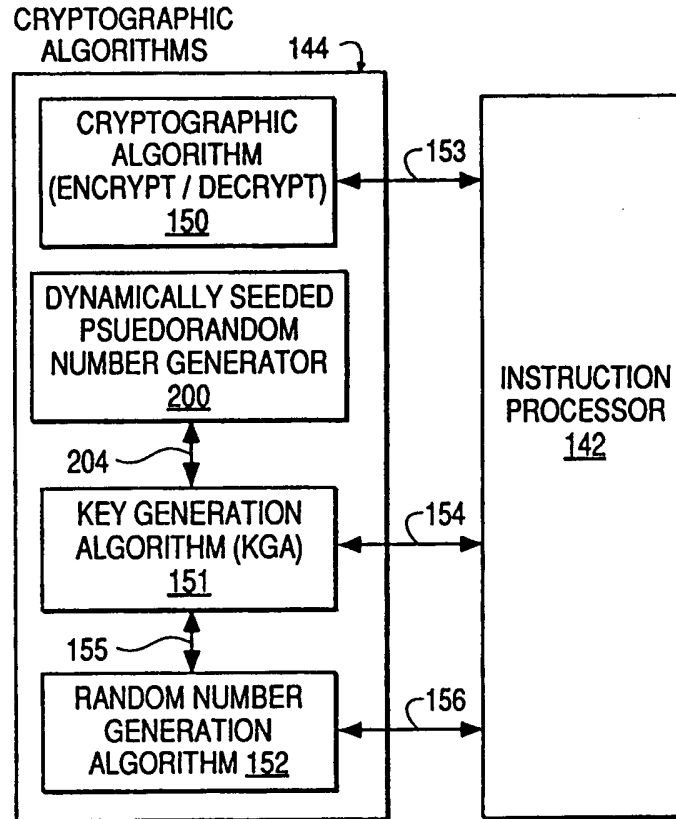 CRYPTOGRAPHIC
ALGORITHMS
144
CRYPTOGRAPHIC
ALGORITHM
(ENCRYPT / DECRYPT)
150
153
DYNAMICALLY SEEDED
PSUEDORANDOM
NUMBER GENERATOR
200
204
INSTRUCTION
PROCESSOR
142
KEY GENERATION
ALGORITHM (KGA)
151
154
155
RANDOM NUMBER
GENERATION
ALGORITHM 152
156